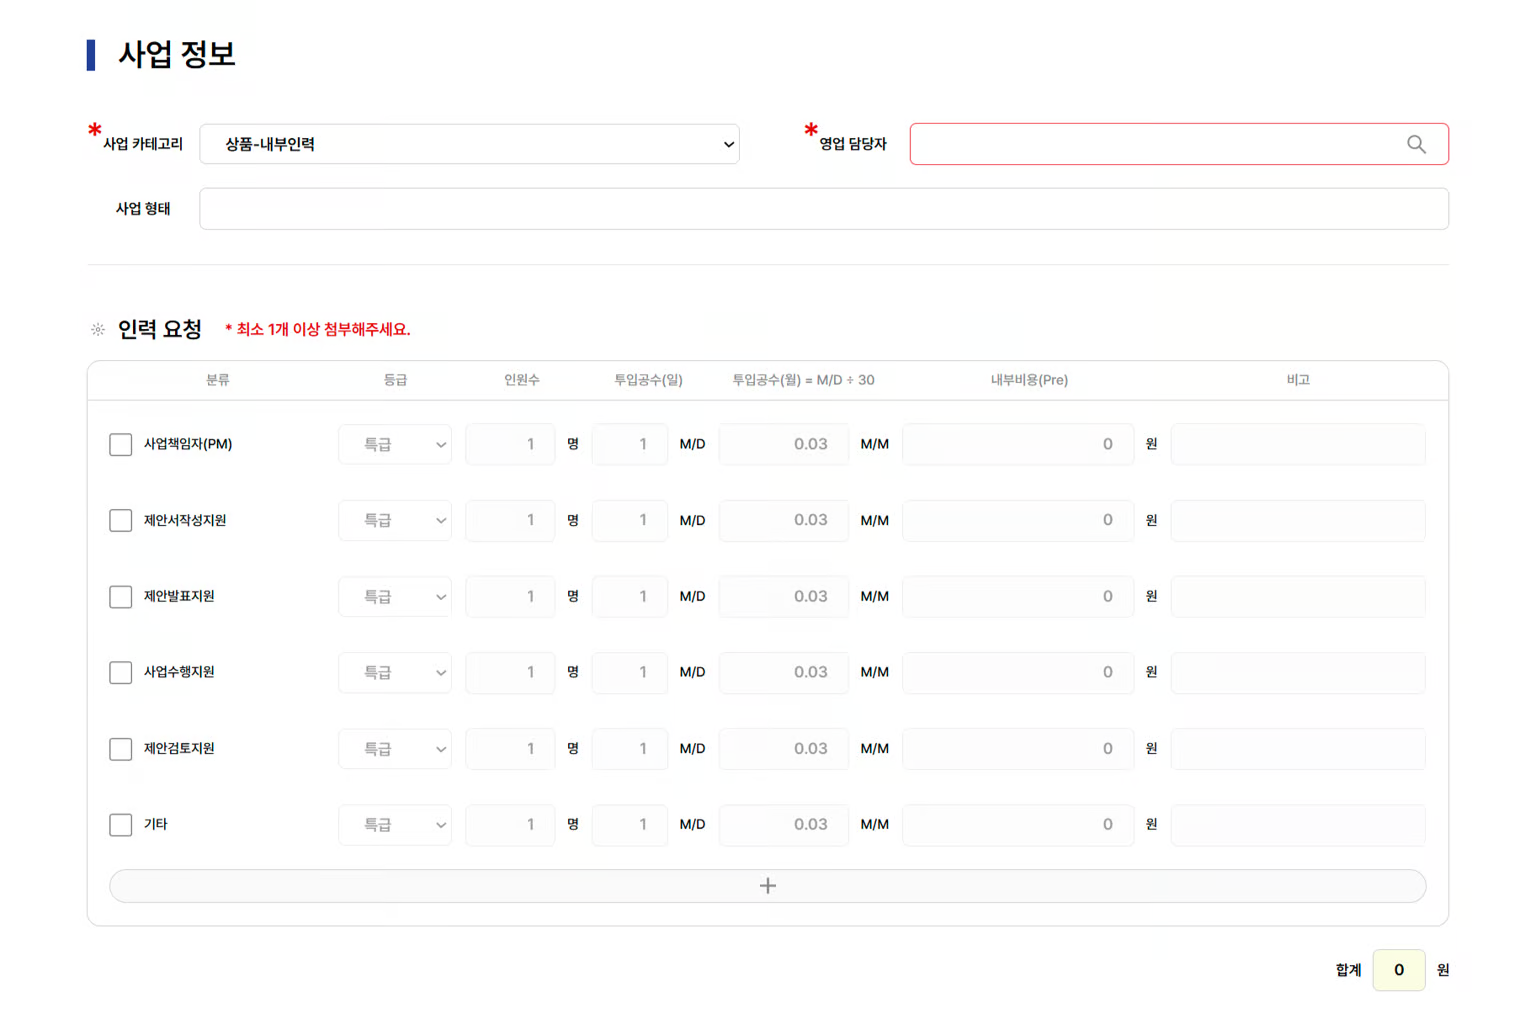 사업 정보
* 사업 카테고리 상품-내부인력 * 영업 담당자
사업 형태
인력 요청 * 최소 1개 이상 첨부해주세요.
분류 등급 인원수 투입공수(일) 투입공수(월) = M/D ÷ 30 내부비용(Pre) 비고
사업책임자(PM) 특급 1 명 1 M/D 0.03 M/M 0 원
제안서작성지원 특급 1 명 1 M/D 0.03 M/M 0 원
제안발표지원 특급 1 명 1 M/D 0.03 M/M 0 원
사업수행지원 특급 1 명 1 M/D 0.03 M/M 0 원
제안검토지원 특급 1 명 1 M/D 0.03 M/M 0 원
기타 특급 1 명 1 M/D 0.03 M/M 0 원
+
합계 0 원